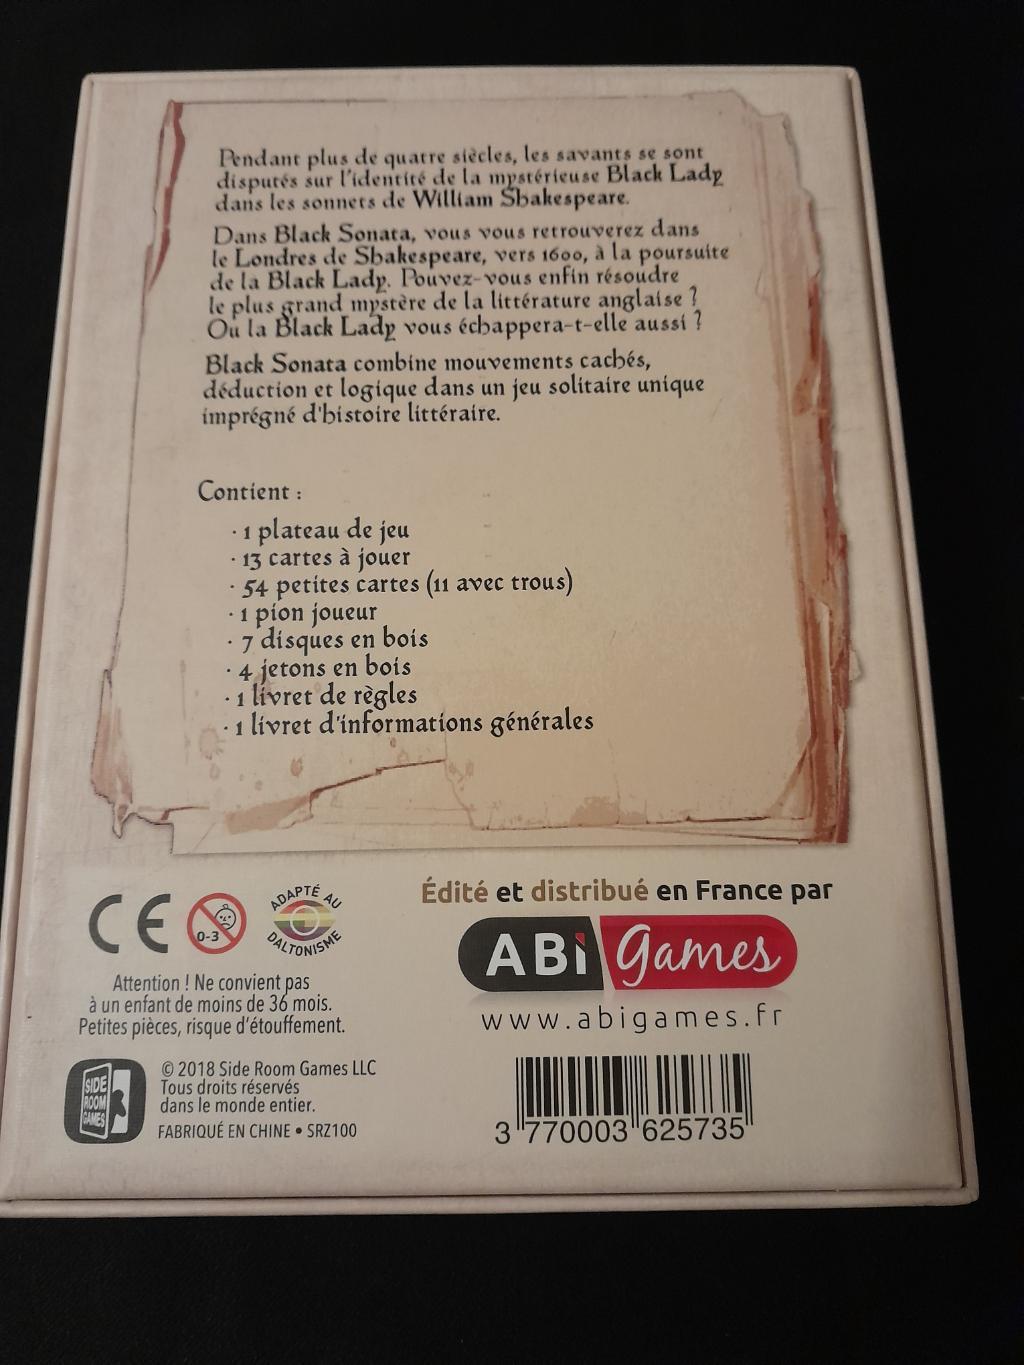 Pendant plus de quatre siècles, les savants se sont
disputés sur l'identité de la mystérieuse Black Lady
dans les sonnets de William Shakespeare.
Dans Black Sonata, vous vous retrouverez dans
le Londres de Shakespeare, vers 1600, à la poursuite
de la Black Lady. Pouvez-vous enfin résoudre
le plus grand mystère de la littérature anglaise ?
Ou la Black Lady vous échappera-t-elle aussi ?
Black Sonata combine mouvements cachés,
déduction et logique dans un jeu solitaire unique
imprégné d'histoire littéraire.
Contient :
· 1 plateau de jeu
· 13 cartes à jouer
· 54 petites cartes (11 avec trous)
· 1 pion joueur
· 7 disques en bois
· 4 jetons en bois
· 1 livret de règles
· 1 livret d'informations générales
CE
0-3
ADAPTÉ AU
DALTONISME
Attention ! Ne convient pas
à un enfant de moins de 36 mois.
Petites pièces, risque d'étouffement.
Édité et distribué en France par
ABi Games
www.abigames.fr
SIDE
ROOM
GAMES
© 2018 Side Room Games LLC
Tous droits réservés
dans le monde entier.
FABRIQUÉ EN CHINE • SRZ100
3 770003 625735